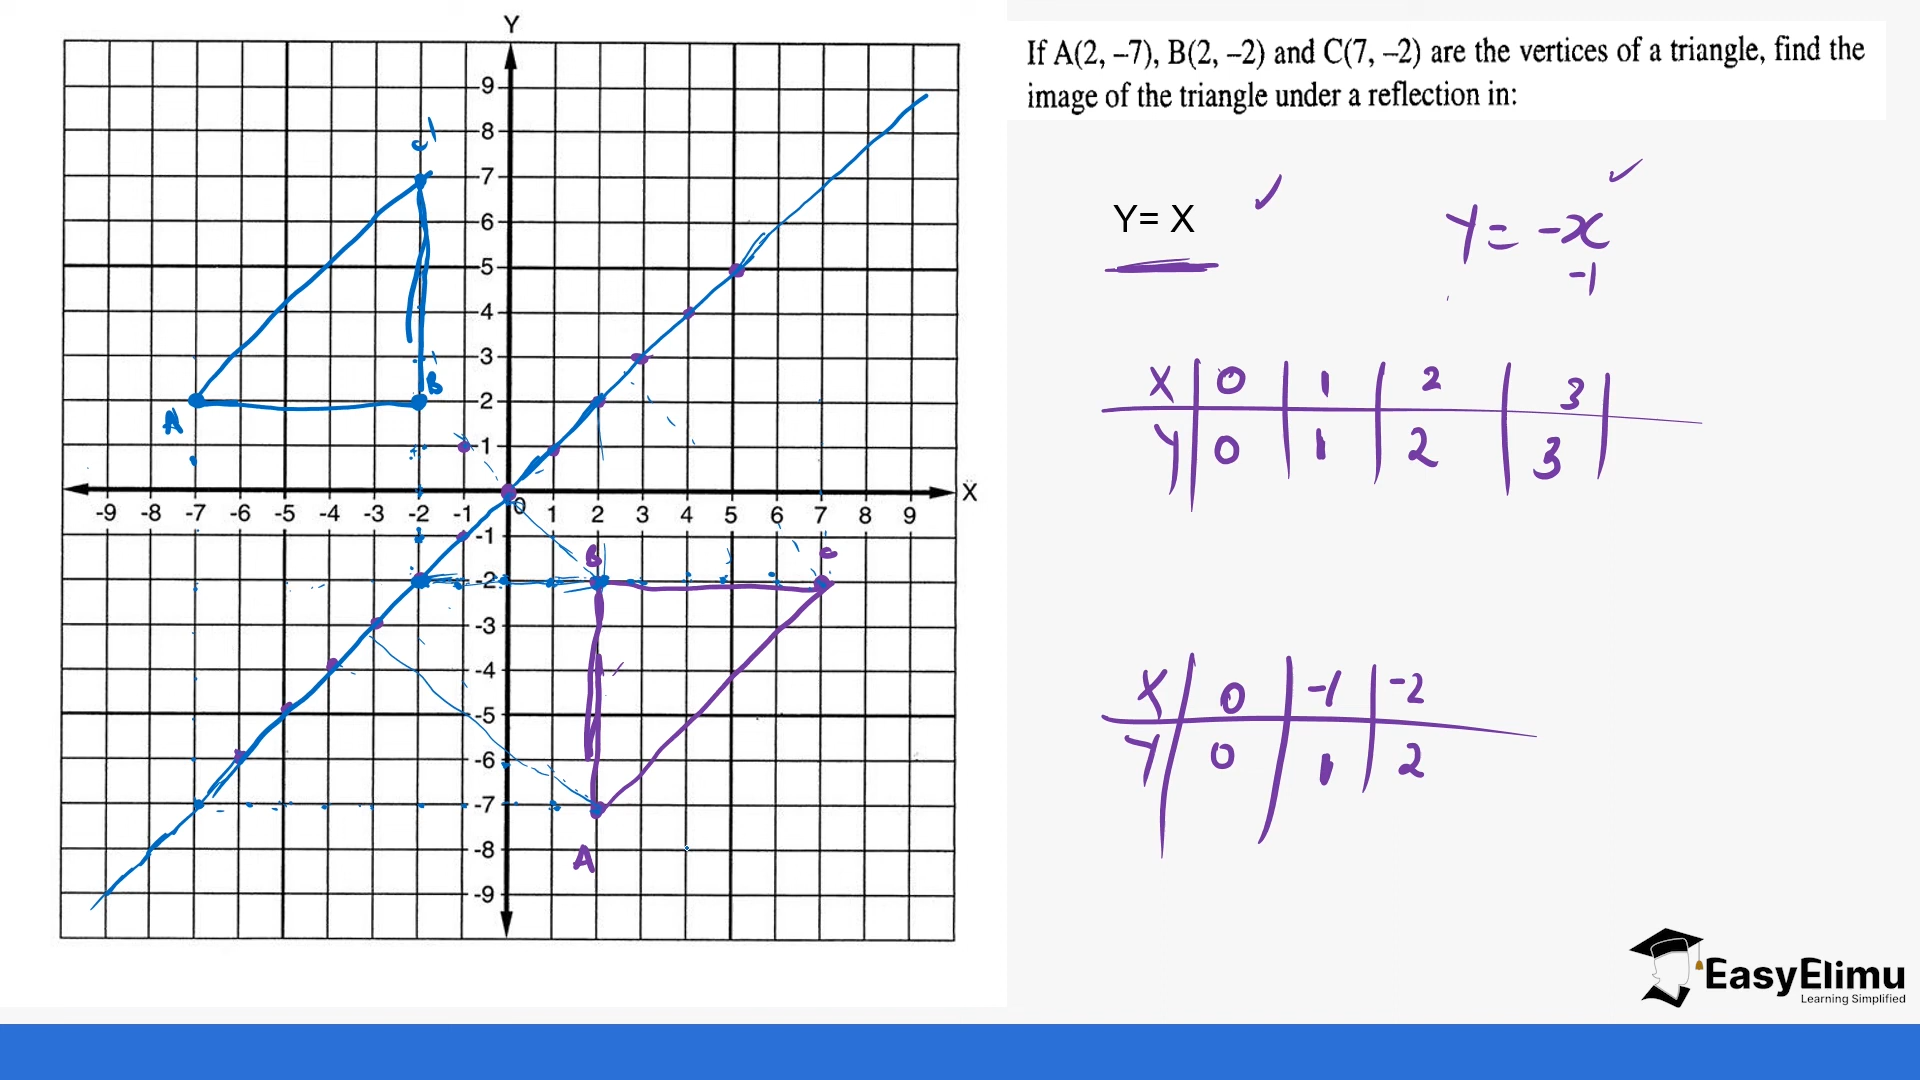 If A(2, –7), B(2, –2) and C(7, –2) are the vertices of a triangle, find the
image of the triangle under a reflection in:
Y= X ✓
Y = -x ✓
-1
X 0 1 2 3
Y 0 1 2 3
X 0 -1 -2
Y 0 1 2
Y
9
8
7
6
5
4
3
2
1
-9 -8 -7 -6 -5 -4 -3 -2 -1 0 1 2 3 4 5 6 7 8 9 X
-1
-2
-3
-4
-5
-6
-7
-8
-9
C'
B'
A
B
C
A
EasyElimu
Learning Simplified